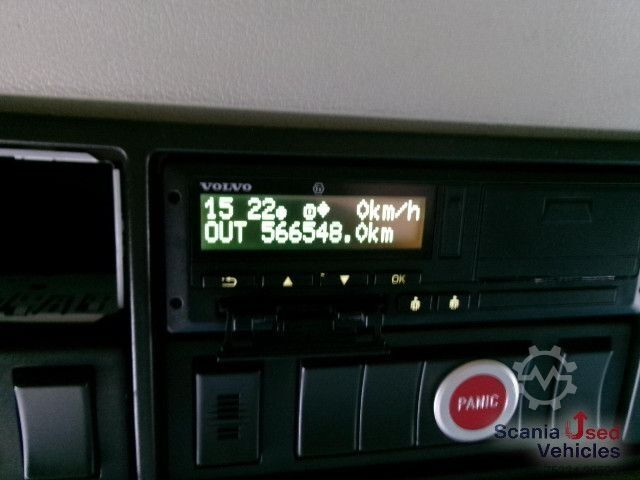 VOLVO
15 22 0km/h
OUT 566548.0km
OK
PANIC
Scania Used
Vehicles